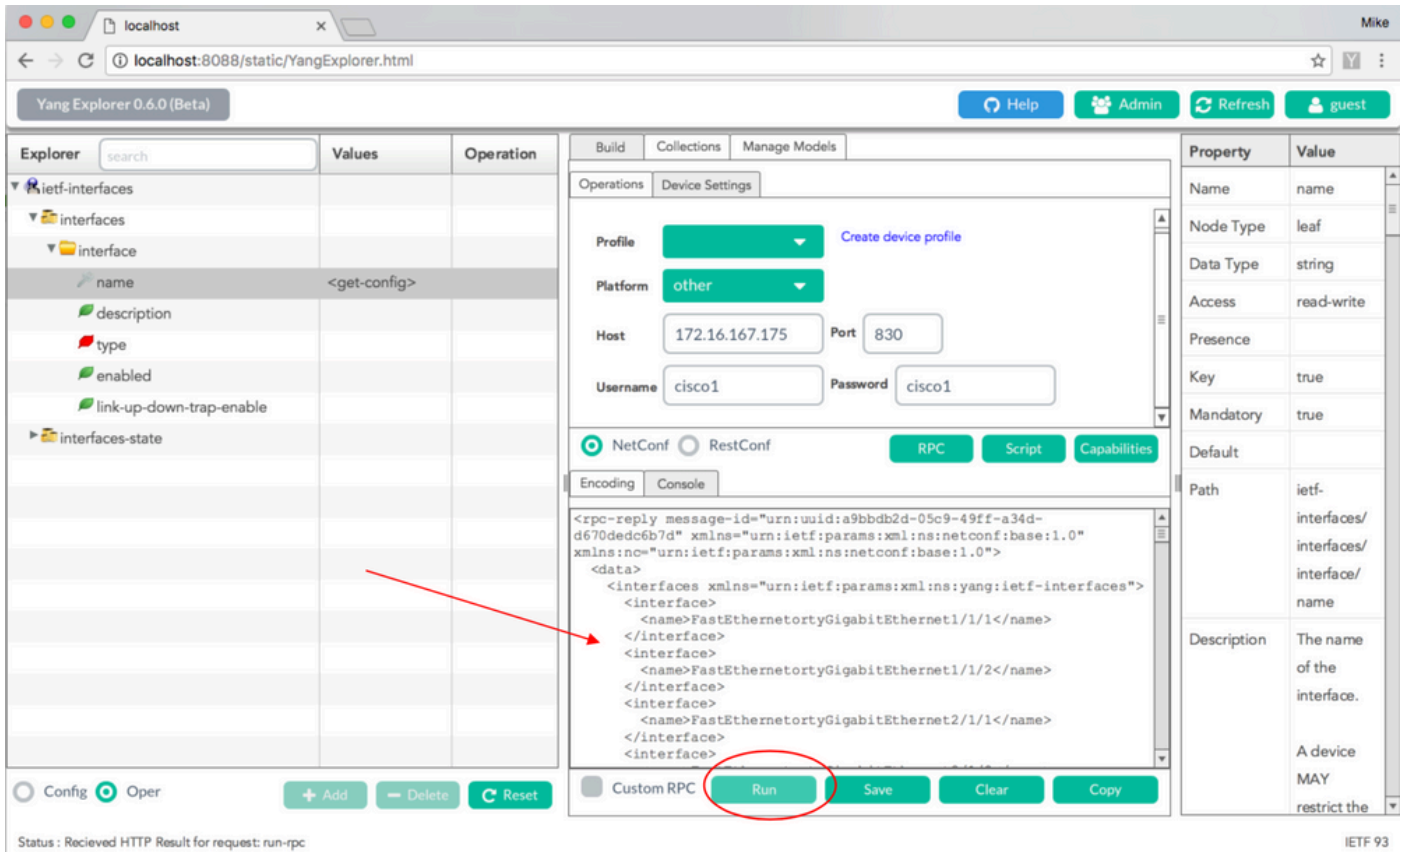 localhost
Mike
localhost:8088/static/YangExplorer.html
Y
Yang Explorer 0.6.0 (Beta)
Help
Admin
Refresh
guest
Explorer
search
Values
Operation
ietf-interfaces
interfaces
interface
name
<get-config>
description
type
enabled
link-up-down-trap-enable
interfaces-state
Config
Oper
+ Add
— Delete
Reset
Build
Collections
Manage Models
Operations
Device Settings
Profile
Create device profile
Platform
other
Host
172.16.167.175
Port
830
Username
cisco1
Password
cisco1
NetConf
RestConf
RPC
Script
Capabilities
Encoding
Console
<rpc-reply message-id="urn:uuid:a9bbdb2d-05c9-49ff-a34d-
d670dedc6b7d" xmlns="urn:ietf:params:xml:ns:netconf:base:1.0"
xmlns:nc="urn:ietf:params:xml:ns:netconf:base:1.0">
<data>
<interfaces xmlns="urn:ietf:params:xml:ns:yang:ietf-interfaces">
<interface>
<name>FastEthernetortyGigabitEthernet1/1/1</name>
</interface>
<interface>
<name>FastEthernetortyGigabitEthernet1/1/2</name>
</interface>
<interface>
<name>FastEthernetortyGigabitEthernet2/1/1</name>
</interface>
<interface>
Custom RPC
Run
Save
Clear
Copy
Property
Value
Name
name
Node Type
leaf
Data Type
string
Access
read-write
Presence
Key
true
Mandatory
true
Default
Path
ietf-
interfaces/
interfaces/
interface/
name
Description
The name
of the
interface.
A device
MAY
restrict the
Status : Recieved HTTP Result for request: run-rpc
IETF 93